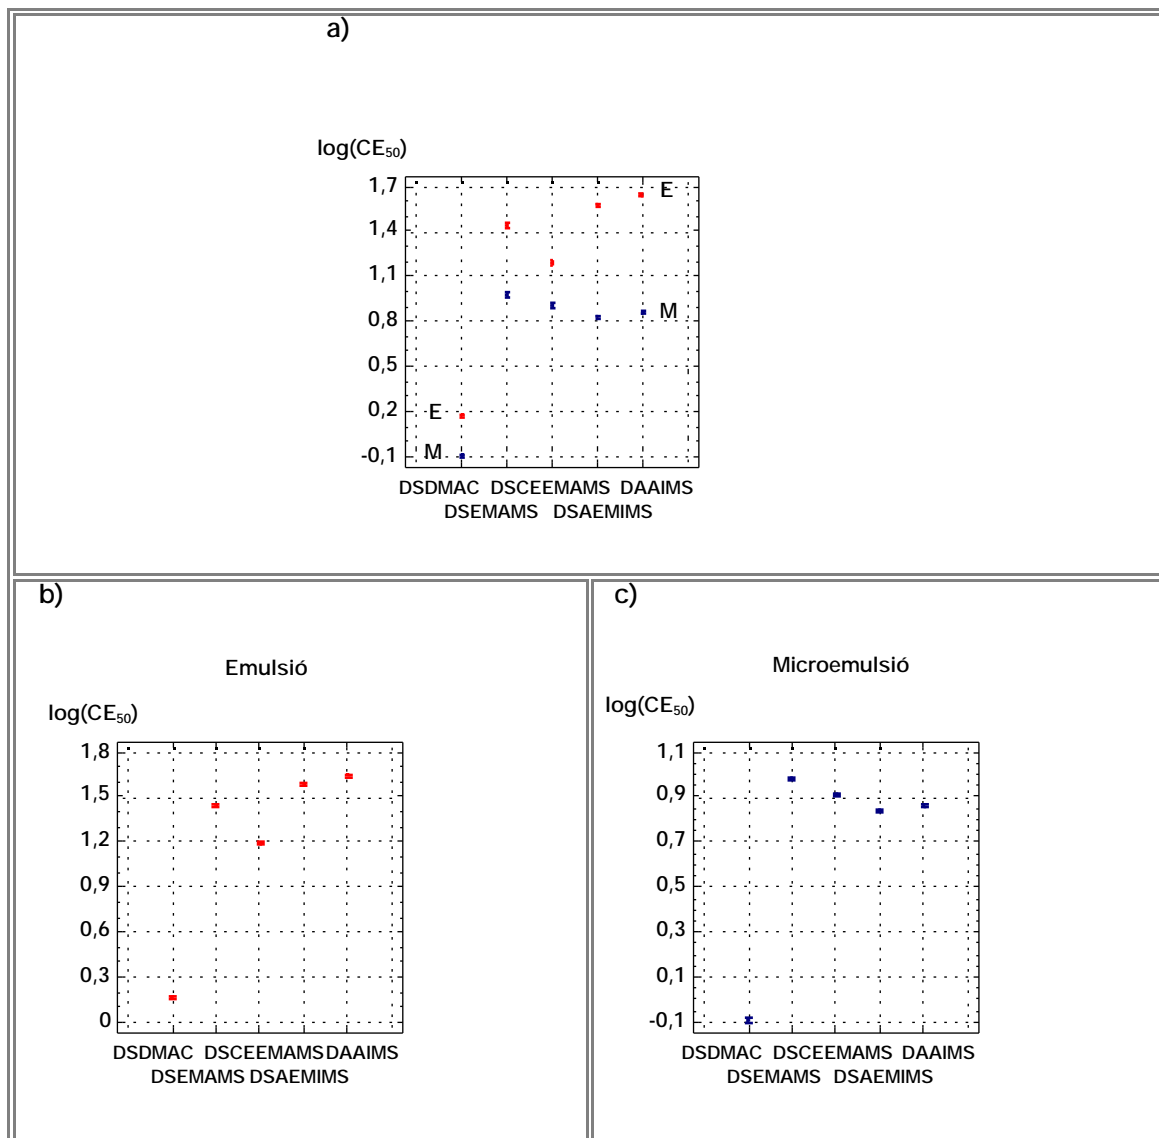 a)
log(CE₅₀)
1,7
1,4
1,1
0,8
0,5
0,2
-0,1
E
M
E
M
DSDMAC DSCEEMAMS DAAIMS
DSEMAMS DSAEMIMS
b)
Emulsió
log(CE₅₀)
1,8
1,5
1,2
0,9
0,6
0,3
0
DSDMAC DSCEEMAMS DAAIMS
DSEMAMS DSAEMIMS
c)
Microemulsió
log(CE₅₀)
1,1
0,9
0,7
0,5
0,3
0,1
-0,1
DSDMAC DSCEEMAMS DAAIMS
DSEMAMS DSAEMIMS